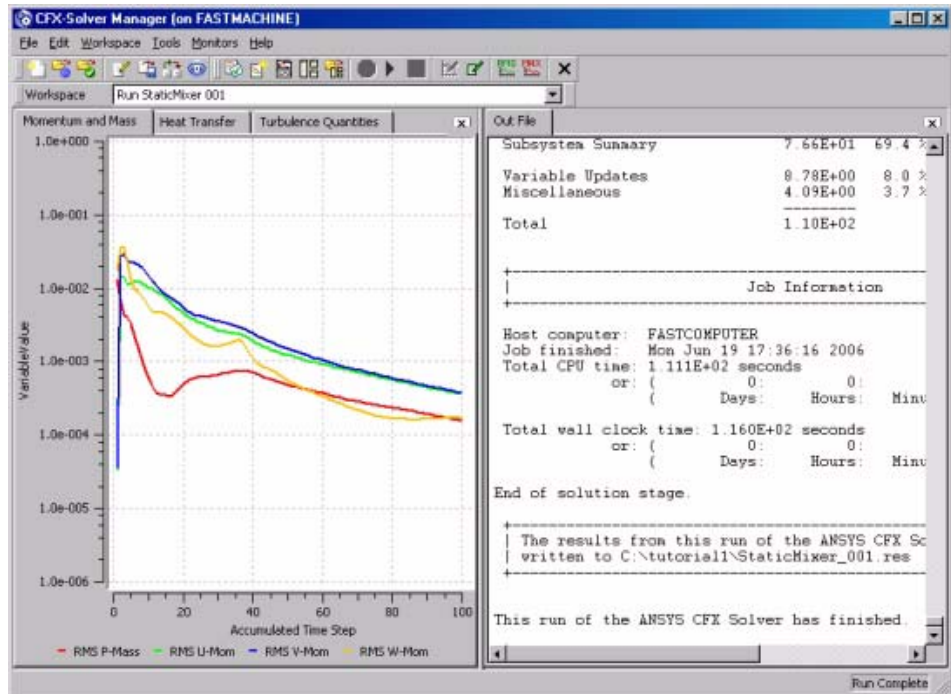 CFX-Solver Manager (on FASTMACHINE)
File Edit Workspace Tools Monitors Help
Workspace Run StaticMixer 001
Momentum and Mass Heat Transfer Turbulence Quantities
1.0e+000
1.0e-001
1.0e-002
1.0e-003
1.0e-004
1.0e-005
1.0e-006
Variable Value
0 20 40 60 80 100
Accumulated Time Step
RMS P-Mass RMS U-Mom RMS V-Mom RMS W-Mom
Out File
Subsystem Summary 7.66E+01 69.4 %
Variable Updates 8.78E+00 8.0 %
Miscellaneous 4.09E+00 3.7 %
--------
Total 1.10E+02
+--------------------------------------------
| Job Information
+--------------------------------------------
Host computer: FASTCOMPUTER
Job finished: Mon Jun 19 17:36:16 2006
Total CPU time: 1.111E+02 seconds
or: ( 0: 0:
( Days: Hours: Minu
Total wall clock time: 1.160E+02 seconds
or: ( 0: 0:
( Days: Hours: Minu
End of solution stage.
+--------------------------------------------
| The results from this run of the ANSYS CFX So
| written to C:\tutorial1\StaticMixer_001.res
+--------------------------------------------
This run of the ANSYS CFX Solver has finished.
Run Complete